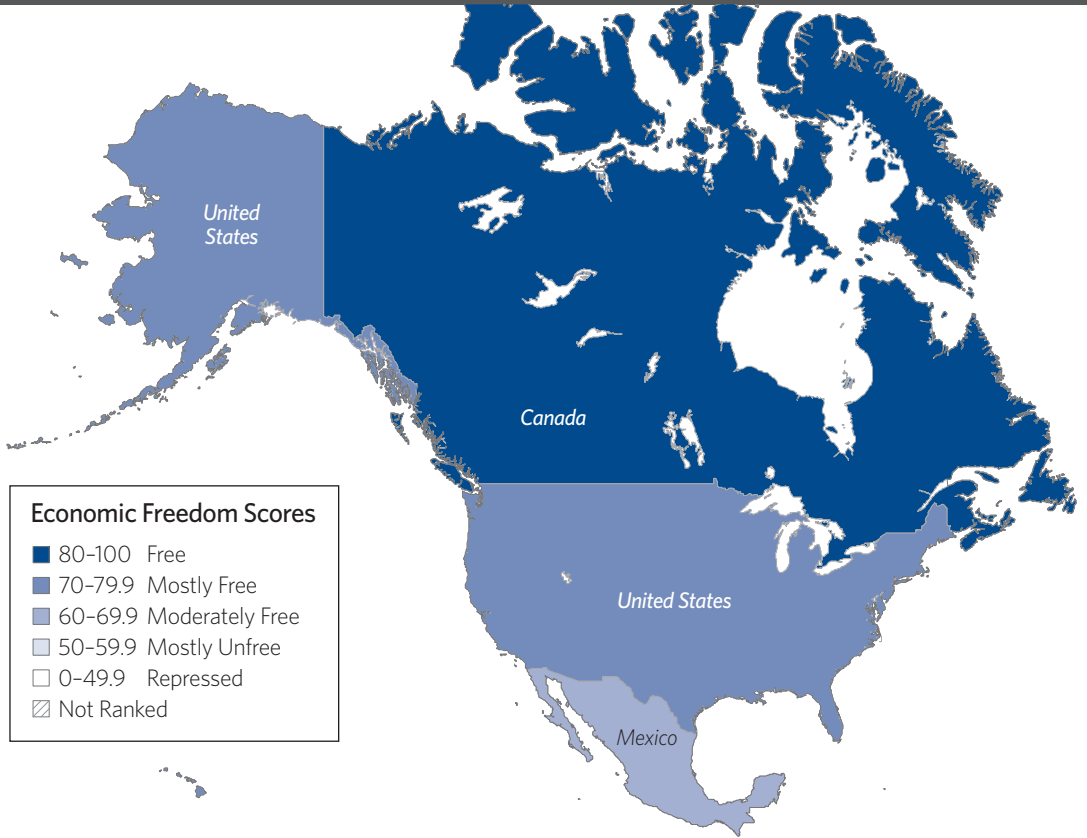 United
States
Canada
United States
Mexico
Economic Freedom Scores
80–100 Free
70–79.9 Mostly Free
60–69.9 Moderately Free
50–59.9 Mostly Unfree
0–49.9 Repressed
Not Ranked